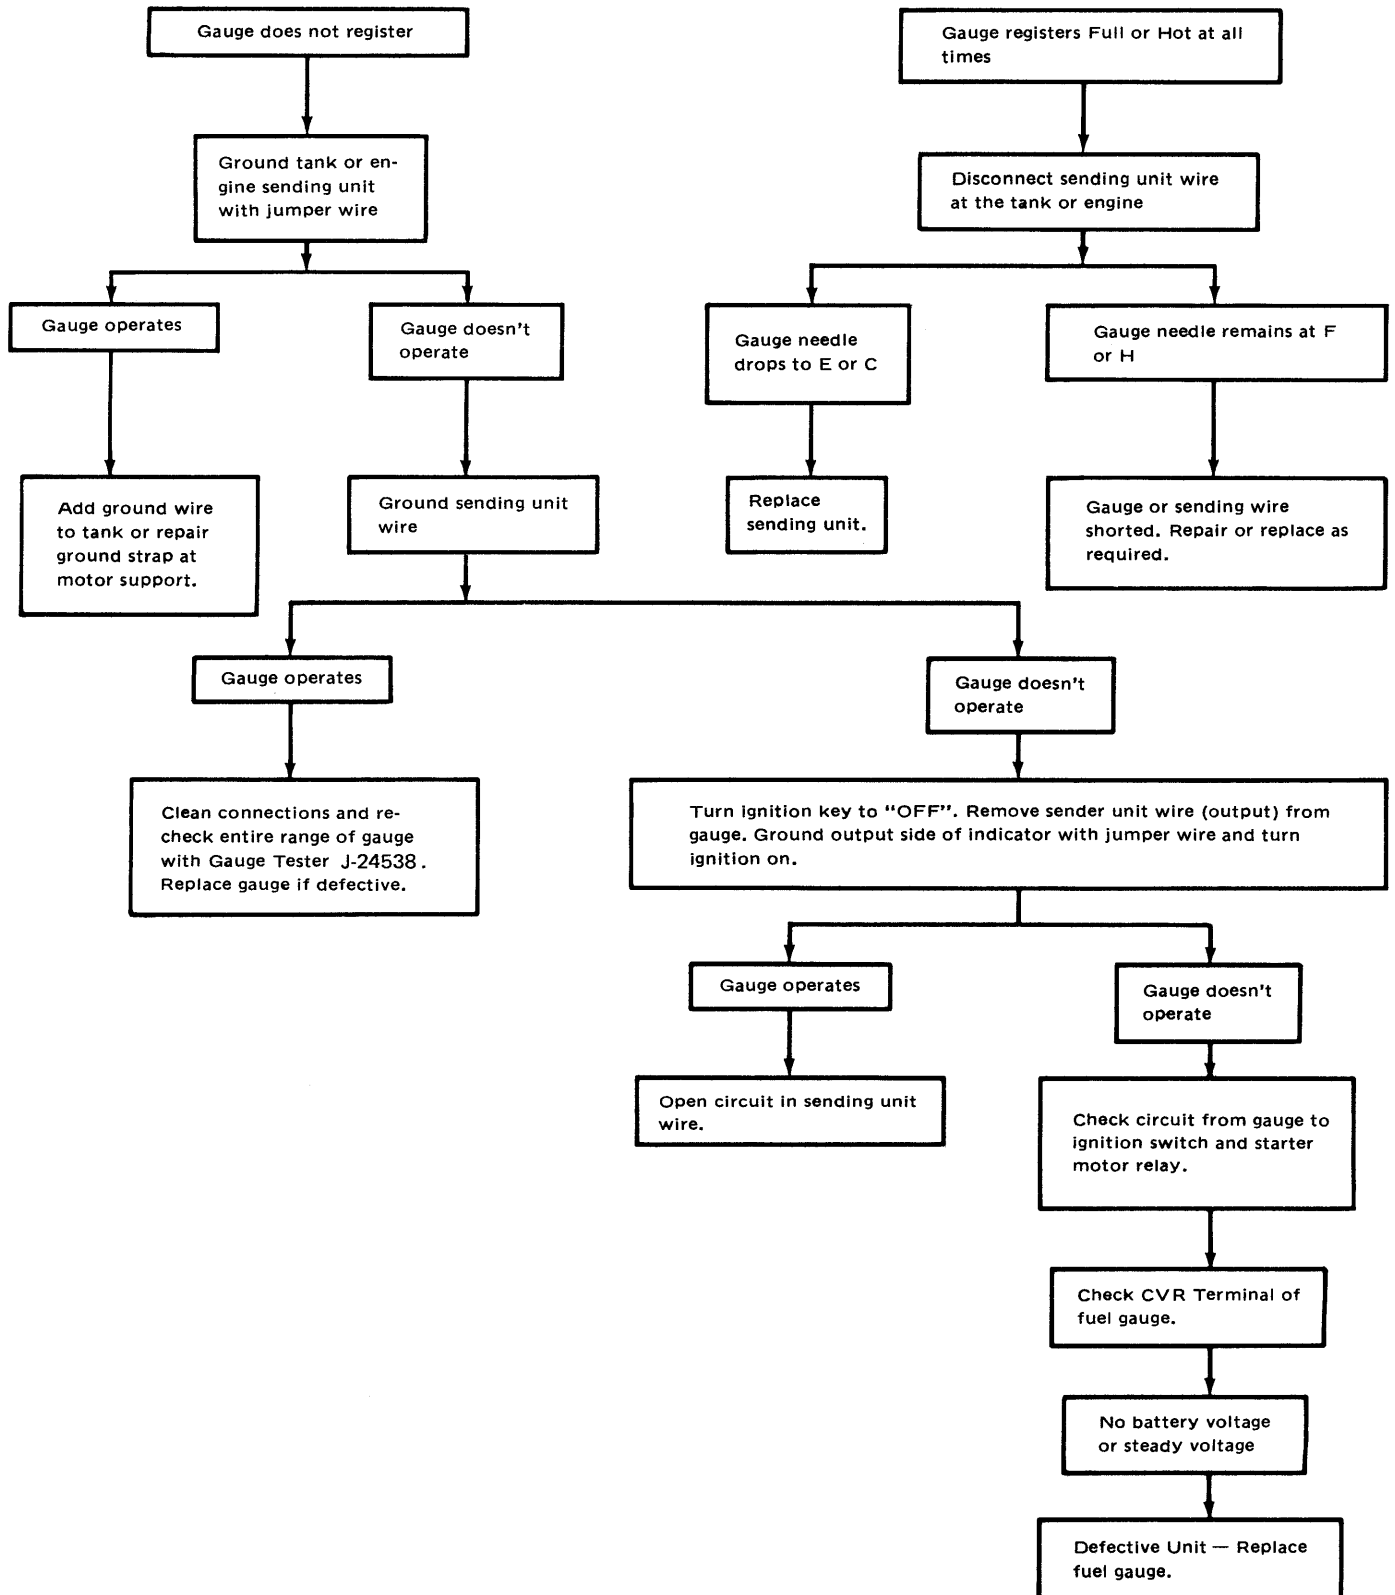 Gauge does not register
Gauge registers Full or Hot at all
times
Ground tank or en-
gine sending unit
with jumper wire
Disconnect sending unit wire
at the tank or engine
Gauge operates
Gauge doesn't
operate
Gauge needle
drops to E or C
Gauge needle remains at F
or H
Add ground wire
to tank or repair
ground strap at
motor support.
Ground sending unit
wire
Replace
sending unit.
Gauge or sending wire
shorted. Repair or replace as
required.
Gauge operates
Gauge doesn't
operate
Clean connections and re-
check entire range of gauge
with Gauge Tester J-24538.
Replace gauge if defective.
Turn ignition key to “OFF”. Remove sender unit wire (output) from
gauge. Ground output side of indicator with jumper wire and turn
ignition on.
Gauge operates
Gauge doesn't
operate
Open circuit in sending unit
wire.
Check circuit from gauge to
ignition switch and starter
motor relay.
Check CVR Terminal of
fuel gauge.
No battery voltage
or steady voltage
Defective Unit — Replace
fuel gauge.